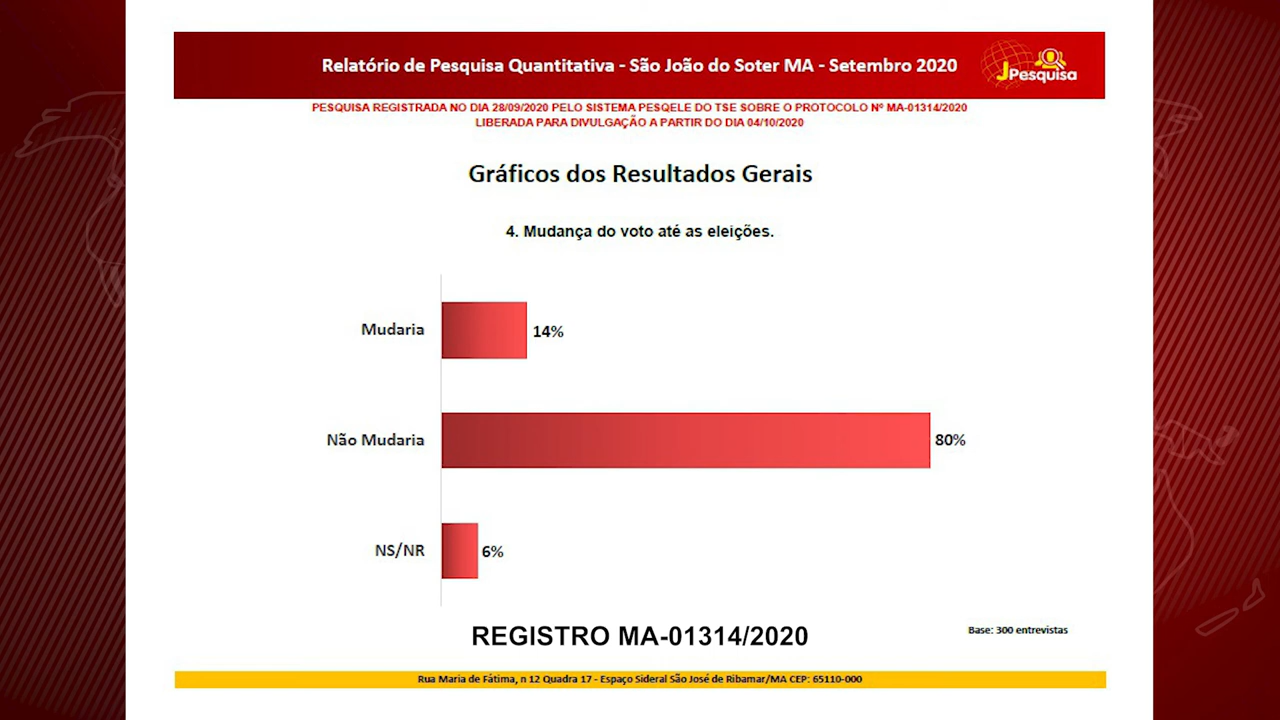 Relatório de Pesquisa Quantitativa - São João do Soter MA - Setembro 2020
JPesquisa
PESQUISA REGISTRADA NO DIA 28/09/2020 PELO SISTEMA PESQELE DO TSE SOBRE O PROTOCOLO Nº MA-01314/2020
LIBERADA PARA DIVULGAÇÃO A PARTIR DO DIA 04/10/2020
Gráficos dos Resultados Gerais
4. Mudança do voto até as eleições.
Mudaria 14%
Não Mudaria 80%
NS/NR 6%
REGISTRO MA-01314/2020
Base: 300 entrevistas
Rua Maria de Fátima, n 12 Quadra 17 - Espaço Sideral São José de Ribamar/MA CEP: 65110-000